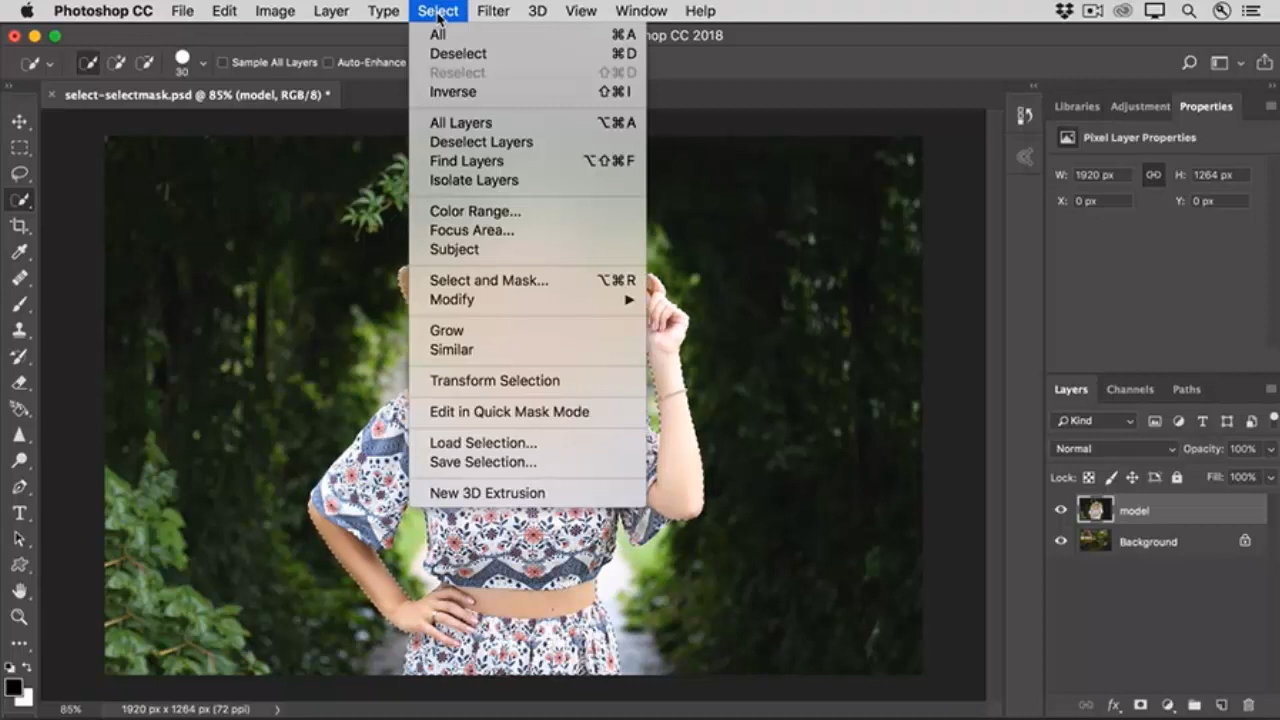 Photoshop CC File Edit Image Layer Type Select Filter 3D View Window Help
hop CC 2018
30 Sample All Layers Auto-Enhance
× select-selectmask.psd @ 85% (model, RGB/8) *
All ⌘A
Deselect ⌘D
Reselect ⇧⌘D
Inverse ⇧⌘I
All Layers ⌥⌘A
Deselect Layers
Find Layers ⌥⇧⌘F
Isolate Layers
Color Range...
Focus Area...
Subject
Select and Mask... ⌥⌘R
Modify ▶
Grow
Similar
Transform Selection
Edit in Quick Mask Mode
Load Selection...
Save Selection...
New 3D Extrusion
Libraries Adjustment Properties
Pixel Layer Properties
W: 1920 px H: 1264 px
X: 0 px Y: 0 px
Layers Channels Paths
Kind
Normal Opacity: 100%
Lock: Fill: 100%
model
Background
85% 1920 px x 1264 px (72 ppi)